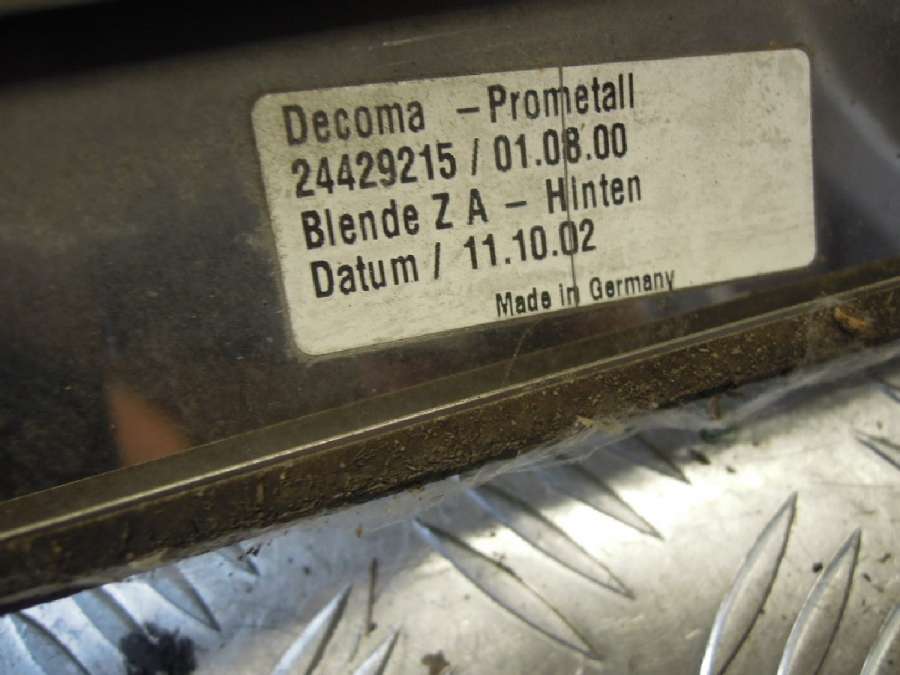 Decoma - Prometall
24429215 / 01.08.00
Blende Z A - Hinten
Datum / 11.10.02
Made in Germany